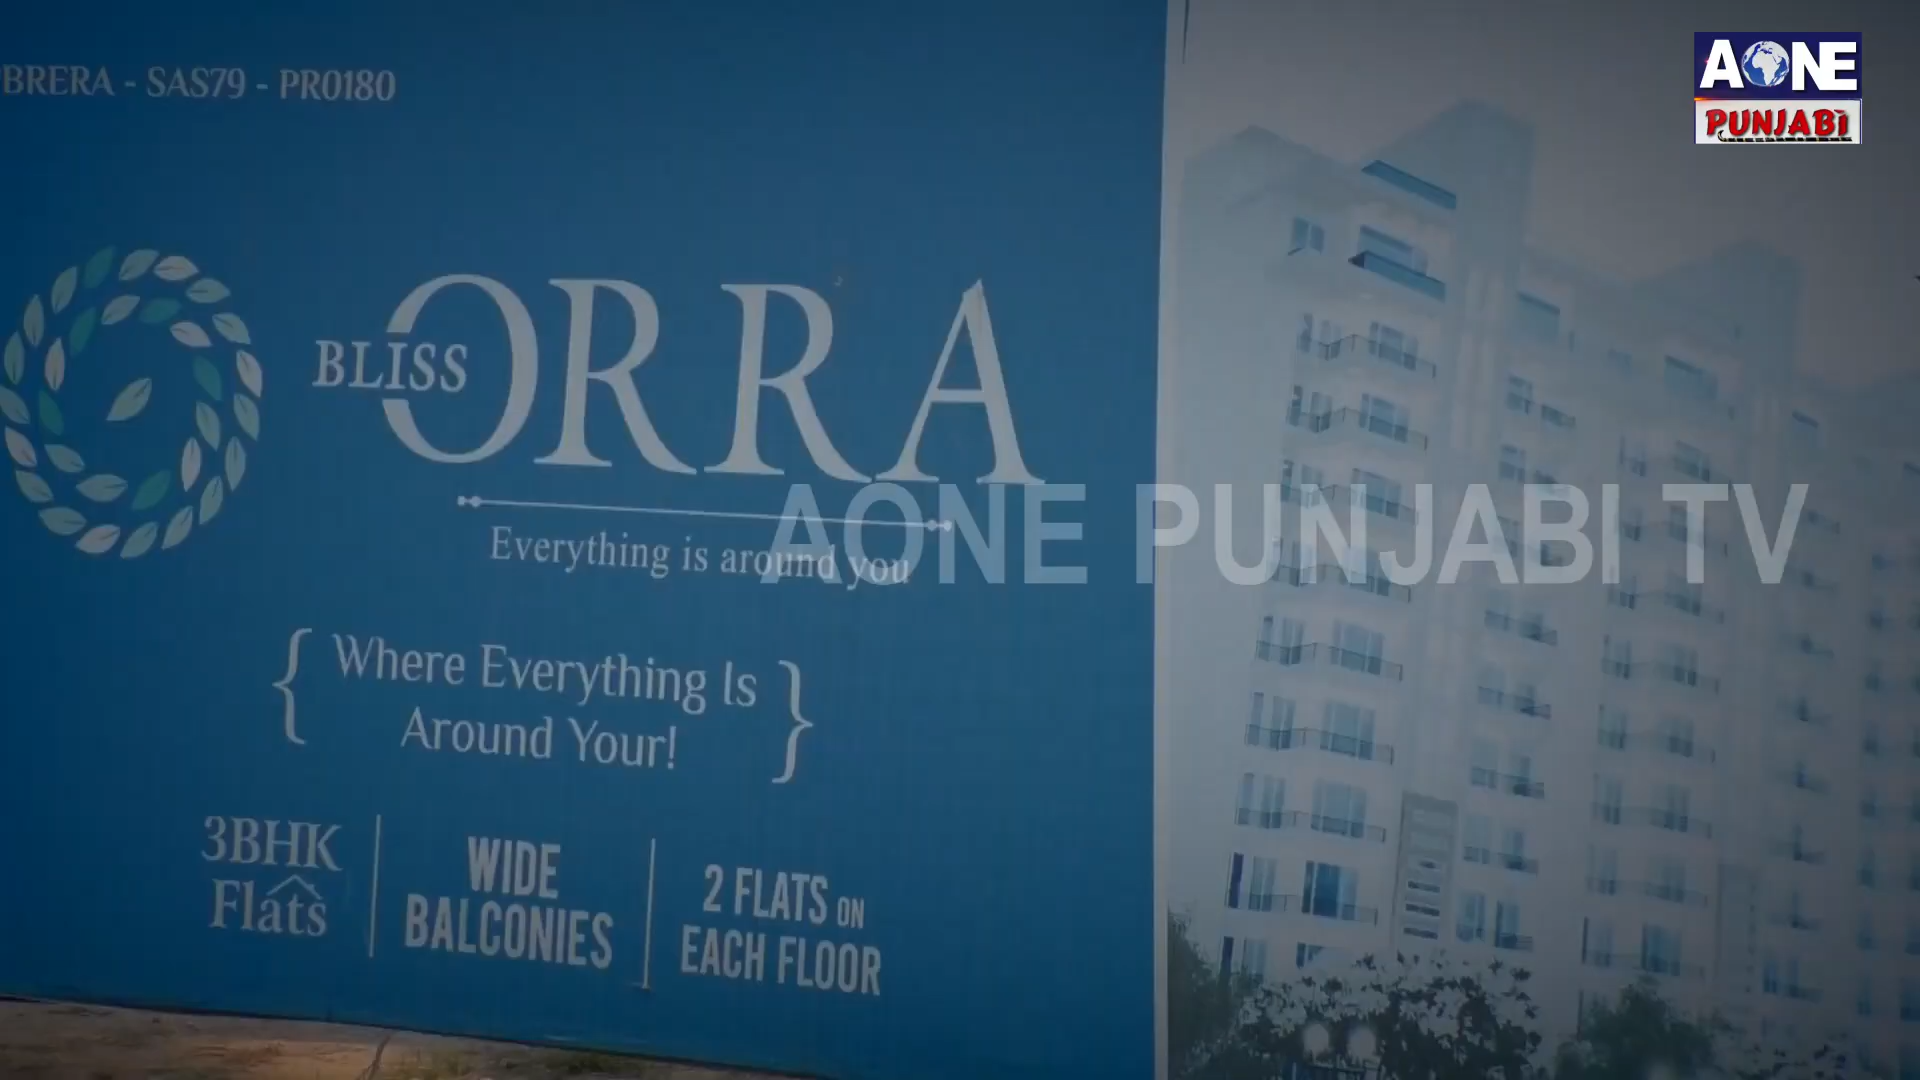 BRERA - SAS79 - PR0180
BLISS ORRA
Everything is around you
{ Where Everything Is
Around Your! }
3BHK
Flats
WIDE
BALCONIES
2 FLATS ON
EACH FLOOR
AONE
PUNJABI
AONE PUNJABI TV